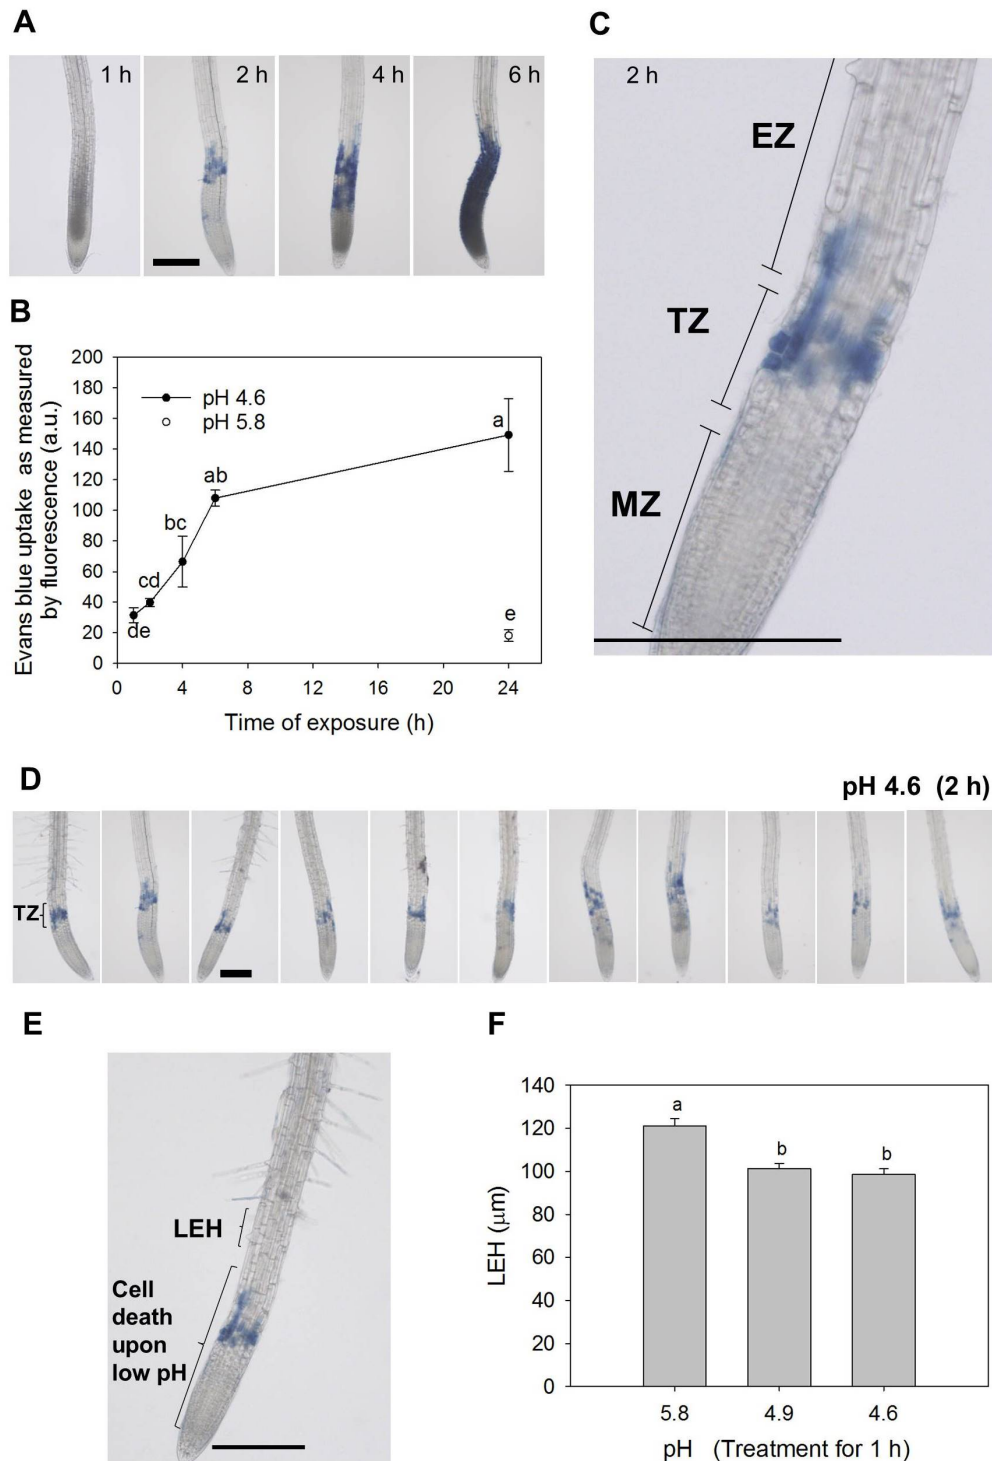 A
1 h
2 h
4 h
6 h
B
Evans blue uptake as measured
by fluorescence (a.u.)
200
180
160
140
120
100
80
60
40
20
0
pH 4.6
pH 5.8
a
ab
bc
cd
de
e
0 4 8 12 16 20 24
Time of exposure (h)
C
2 h
EZ
TZ
MZ
D
pH 4.6 (2 h)
TZ
E
LEH
Cell
death
upon
low pH
F
LEH (μm)
140
120
100
80
60
40
20
0
a
b
b
5.8 4.9 4.6
pH (Treatment for 1 h)